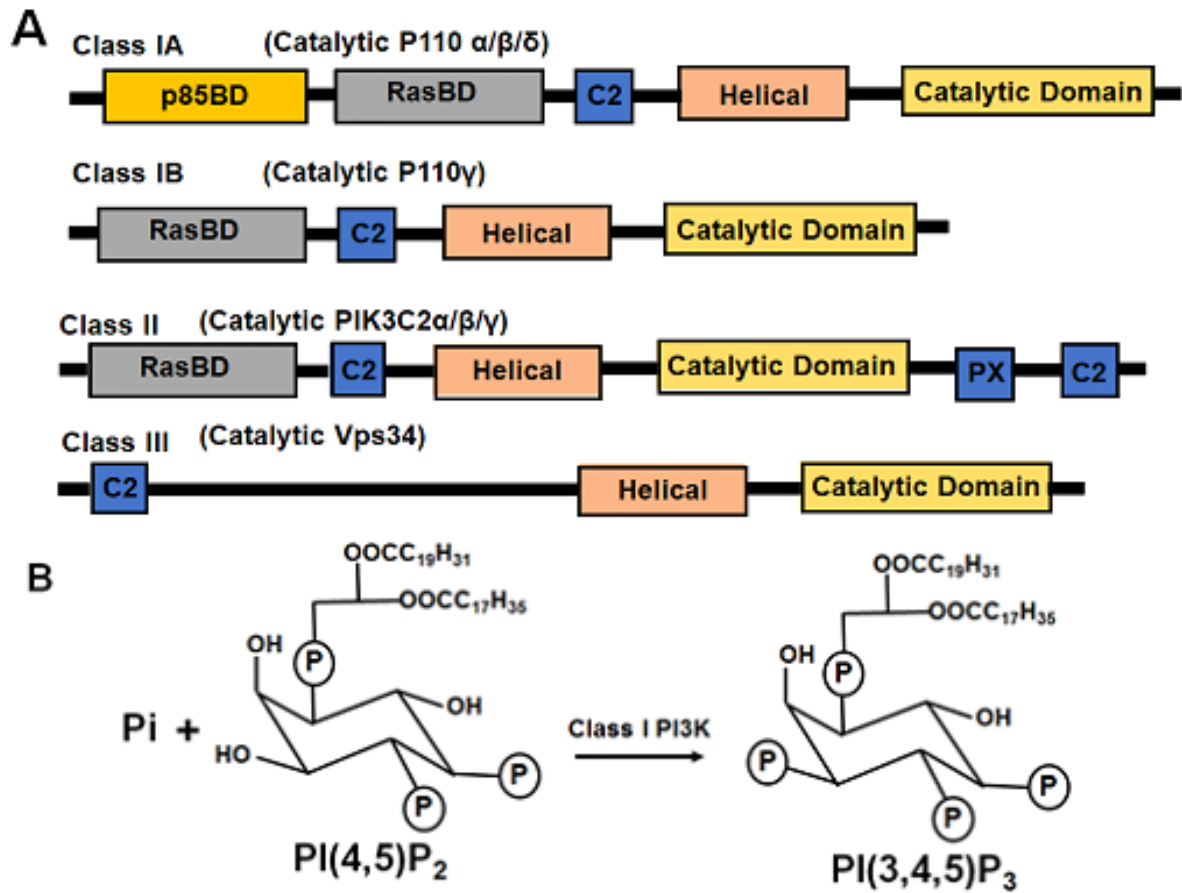 A
Class IA (Catalytic P110 α/β/δ)
p85BD RasBD C2 Helical Catalytic Domain
Class IB (Catalytic P110γ)
RasBD C2 Helical Catalytic Domain
Class II (Catalytic PIK3C2α/β/γ)
RasBD C2 Helical Catalytic Domain PX C2
Class III (Catalytic Vps34)
C2 Helical Catalytic Domain
B
OOCC₁₉H₃₁
OOCC₁₇H₃₅
OH
P
OH
Pi +
HO
P
P
PI(4,5)P₂
Class I PI3K
OOCC₁₉H₃₁
OOCC₁₇H₃₅
OH
P
OH
P
P
P
PI(3,4,5)P₃